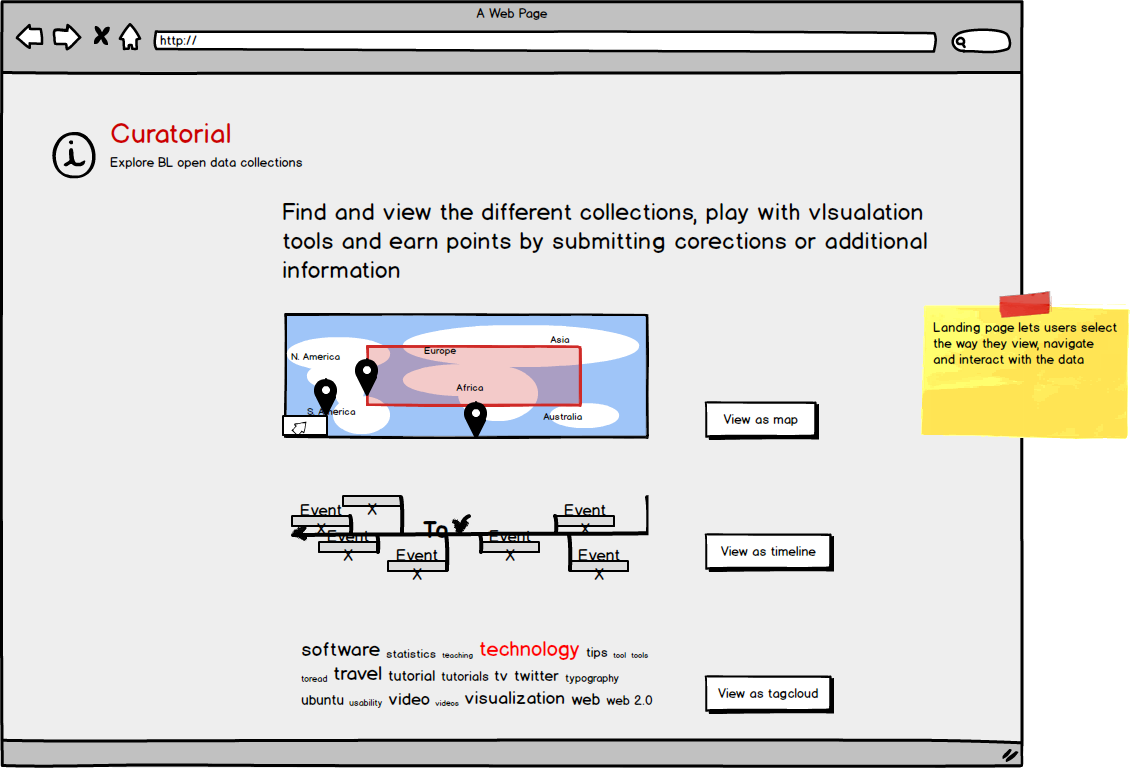 A Web Page
http://
Curatorial
Explore BL open data collections
Find and view the different collections, play with vIsualation
tools and earn points by submitting corections or additional
information
Asia
Europe
N. America
Africa
S. America
Australia
View as map
Landing page lets users select
the way they view, navigate
and interact with the data
X
Event
X
To
Event
X
Event
X
Event
X
Event
X
Event
X
View as timeline
software statistics teaching technology tips tool tools
toread travel tutorial tutorials tv twitter typography
ubuntu usability video videos visualization web web 2.0
View as tagcloud